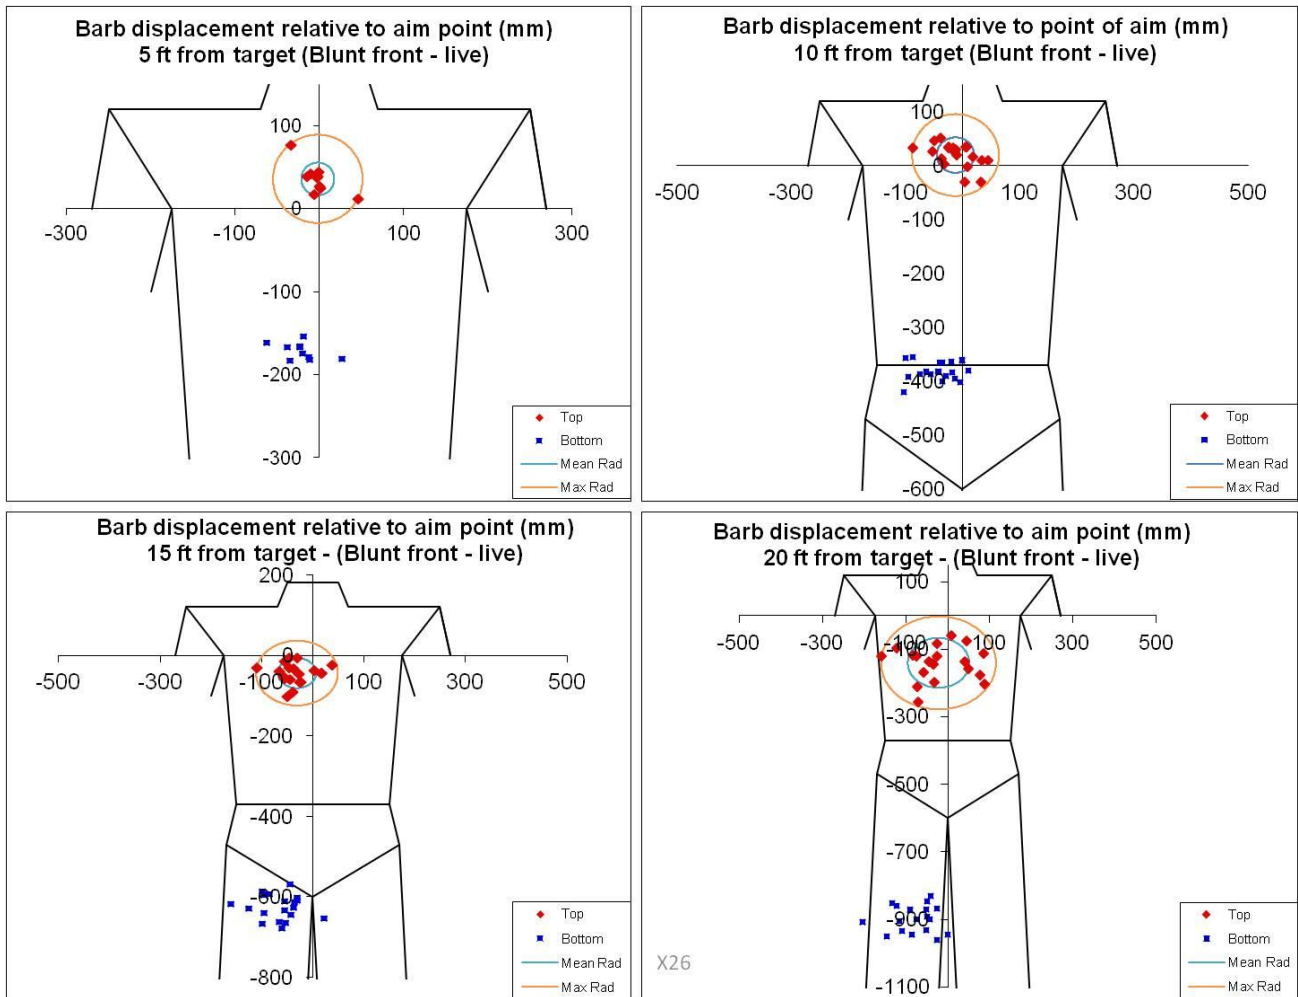 Barb displacement relative to aim point (mm)
5 ft from target (Blunt front - live)
100
0
-300
-100
100
300
-100
-200
-300
Top
Bottom
Mean Rad
Max Rad
Barb displacement relative to point of aim (mm)
10 ft from target (Blunt front - live)
100
0
-500
-300
-100
100
300
500
-100
-200
-300
-400
-500
-600
Top
Bottom
Mean Rad
Max Rad
Barb displacement relative to aim point (mm)
15 ft from target - (Blunt front - live)
200
0
-500
-300
-100
100
300
500
-200
-400
-600
-800
Top
Bottom
Mean Rad
Max Rad
Barb displacement relative to aim point (mm)
20 ft from target - (Blunt front - live)
100
-500
-300
-100
100
300
500
-100
-300
-500
-700
-900
-1100
X26
Top
Bottom
Mean Rad
Max Rad